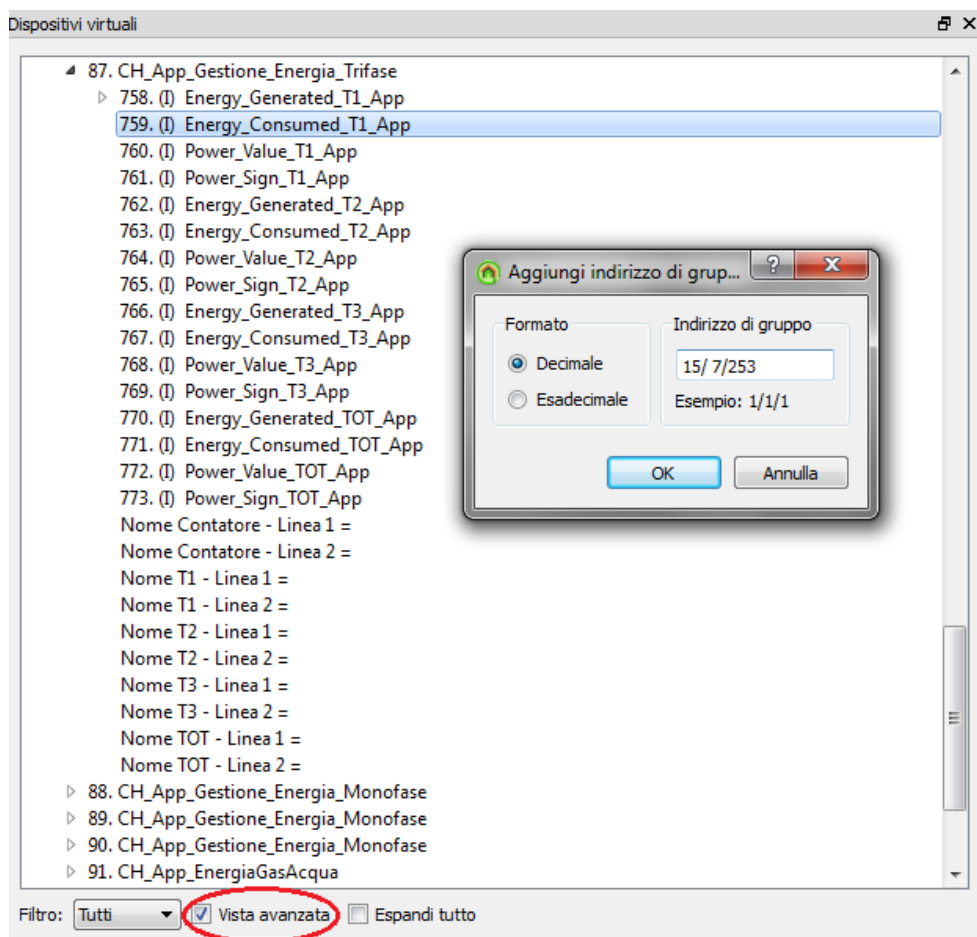 Dispositivi virtuali
87. CH_App_Gestione_Energia_Trifase
758. (I) Energy_Generated_T1_App
759. (I) Energy_Consumed_T1_App
760. (I) Power_Value_T1_App
761. (I) Power_Sign_T1_App
762. (I) Energy_Generated_T2_App
763. (I) Energy_Consumed_T2_App
764. (I) Power_Value_T2_App
765. (I) Power_Sign_T2_App
766. (I) Energy_Generated_T3_App
767. (I) Energy_Consumed_T3_App
768. (I) Power_Value_T3_App
769. (I) Power_Sign_T3_App
770. (I) Energy_Generated_TOT_App
771. (I) Energy_Consumed_TOT_App
772. (I) Power_Value_TOT_App
773. (I) Power_Sign_TOT_App
Nome Contatore - Linea 1 =
Nome Contatore - Linea 2 =
Nome T1 - Linea 1 =
Nome T1 - Linea 2 =
Nome T2 - Linea 1 =
Nome T2 - Linea 2 =
Nome T3 - Linea 1 =
Nome T3 - Linea 2 =
Nome TOT - Linea 1 =
Nome TOT - Linea 2 =
88. CH_App_Gestione_Energia_Monofase
89. CH_App_Gestione_Energia_Monofase
90. CH_App_Gestione_Energia_Monofase
91. CH_App_EnergiaGasAcqua
Aggiungi indirizzo di grup... ?
Formato
Decimale
Esadecimale
Indirizzo di gruppo
15/ 7/253
Esempio: 1/1/1
OK Annulla
Filtro: Tutti Vista avanzata Espandi tutto